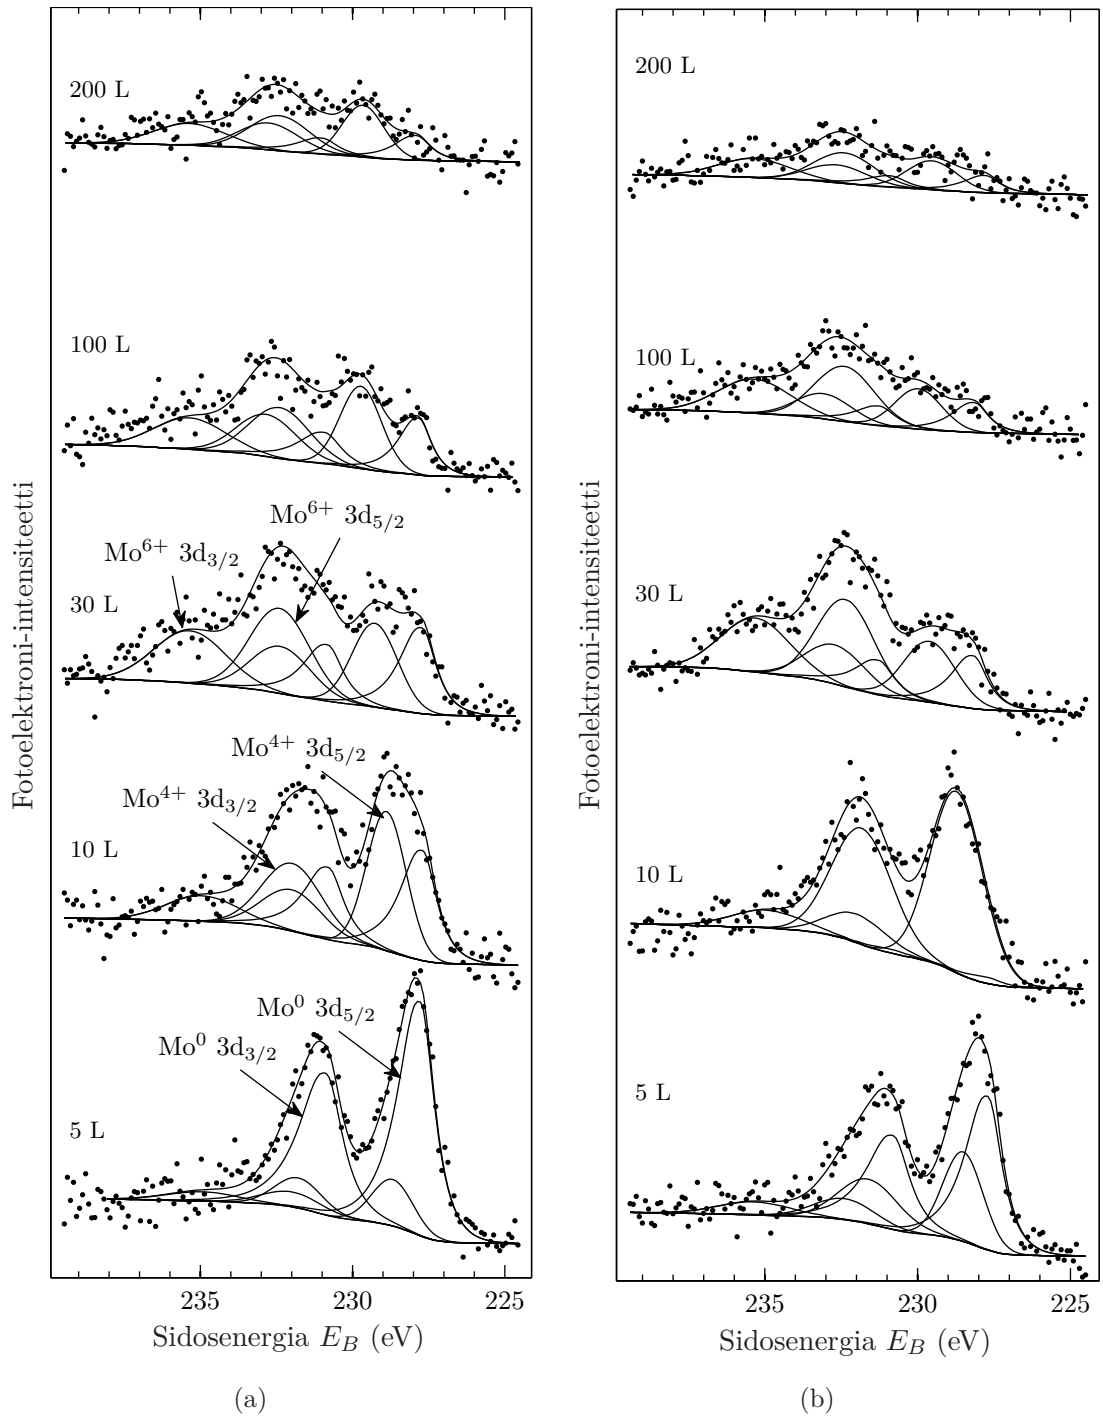 Fotoelektroni-intensiteetti
200 L
100 L
Mo⁶⁺ 3d₅/₂
Mo⁶⁺ 3d₃/₂
30 L
Mo⁴⁺ 3d₅/₂
Mo⁴⁺ 3d₃/₂
10 L
Mo⁰ 3d₅/₂
Mo⁰ 3d₃/₂
5 L
235 230 225
Sidosenergia E_B (eV)
(a)
Fotoelektroni-intensiteetti
200 L
100 L
30 L
10 L
5 L
235 230 225
Sidosenergia E_B (eV)
(b)